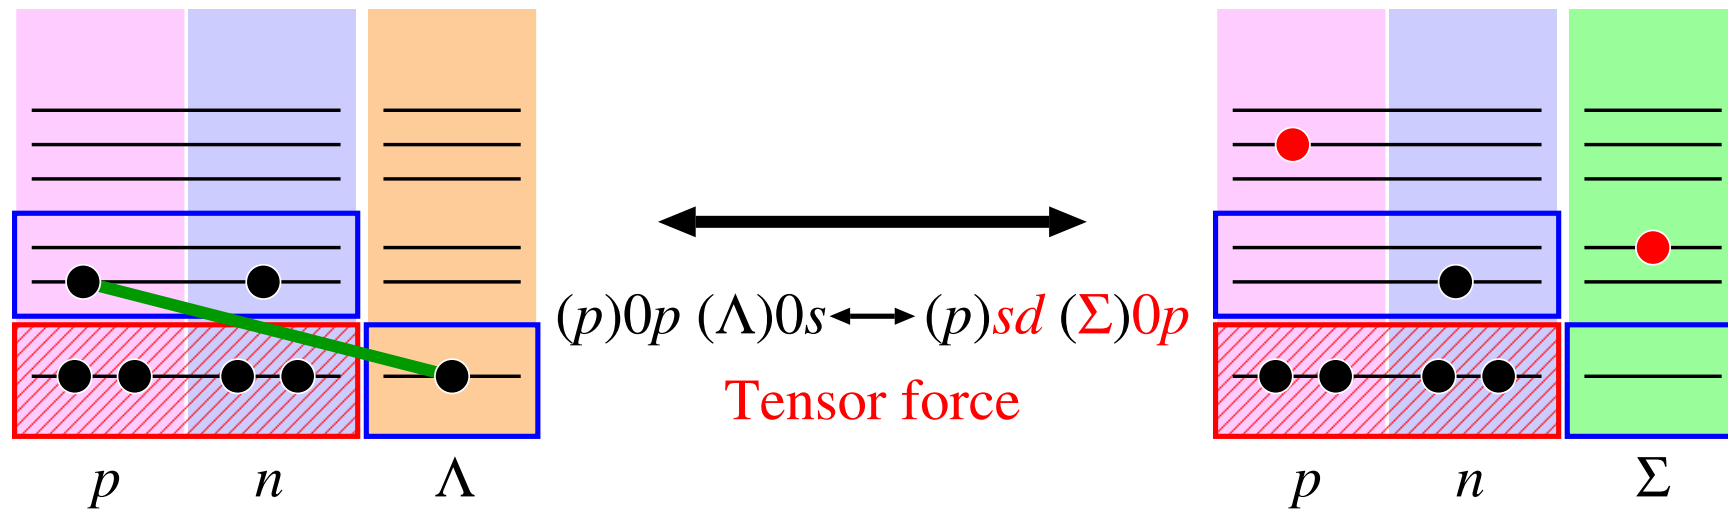 (p)0p (Λ)0s↔(p)sd (Σ)0p
Tensor force
p n Λ p n Σ